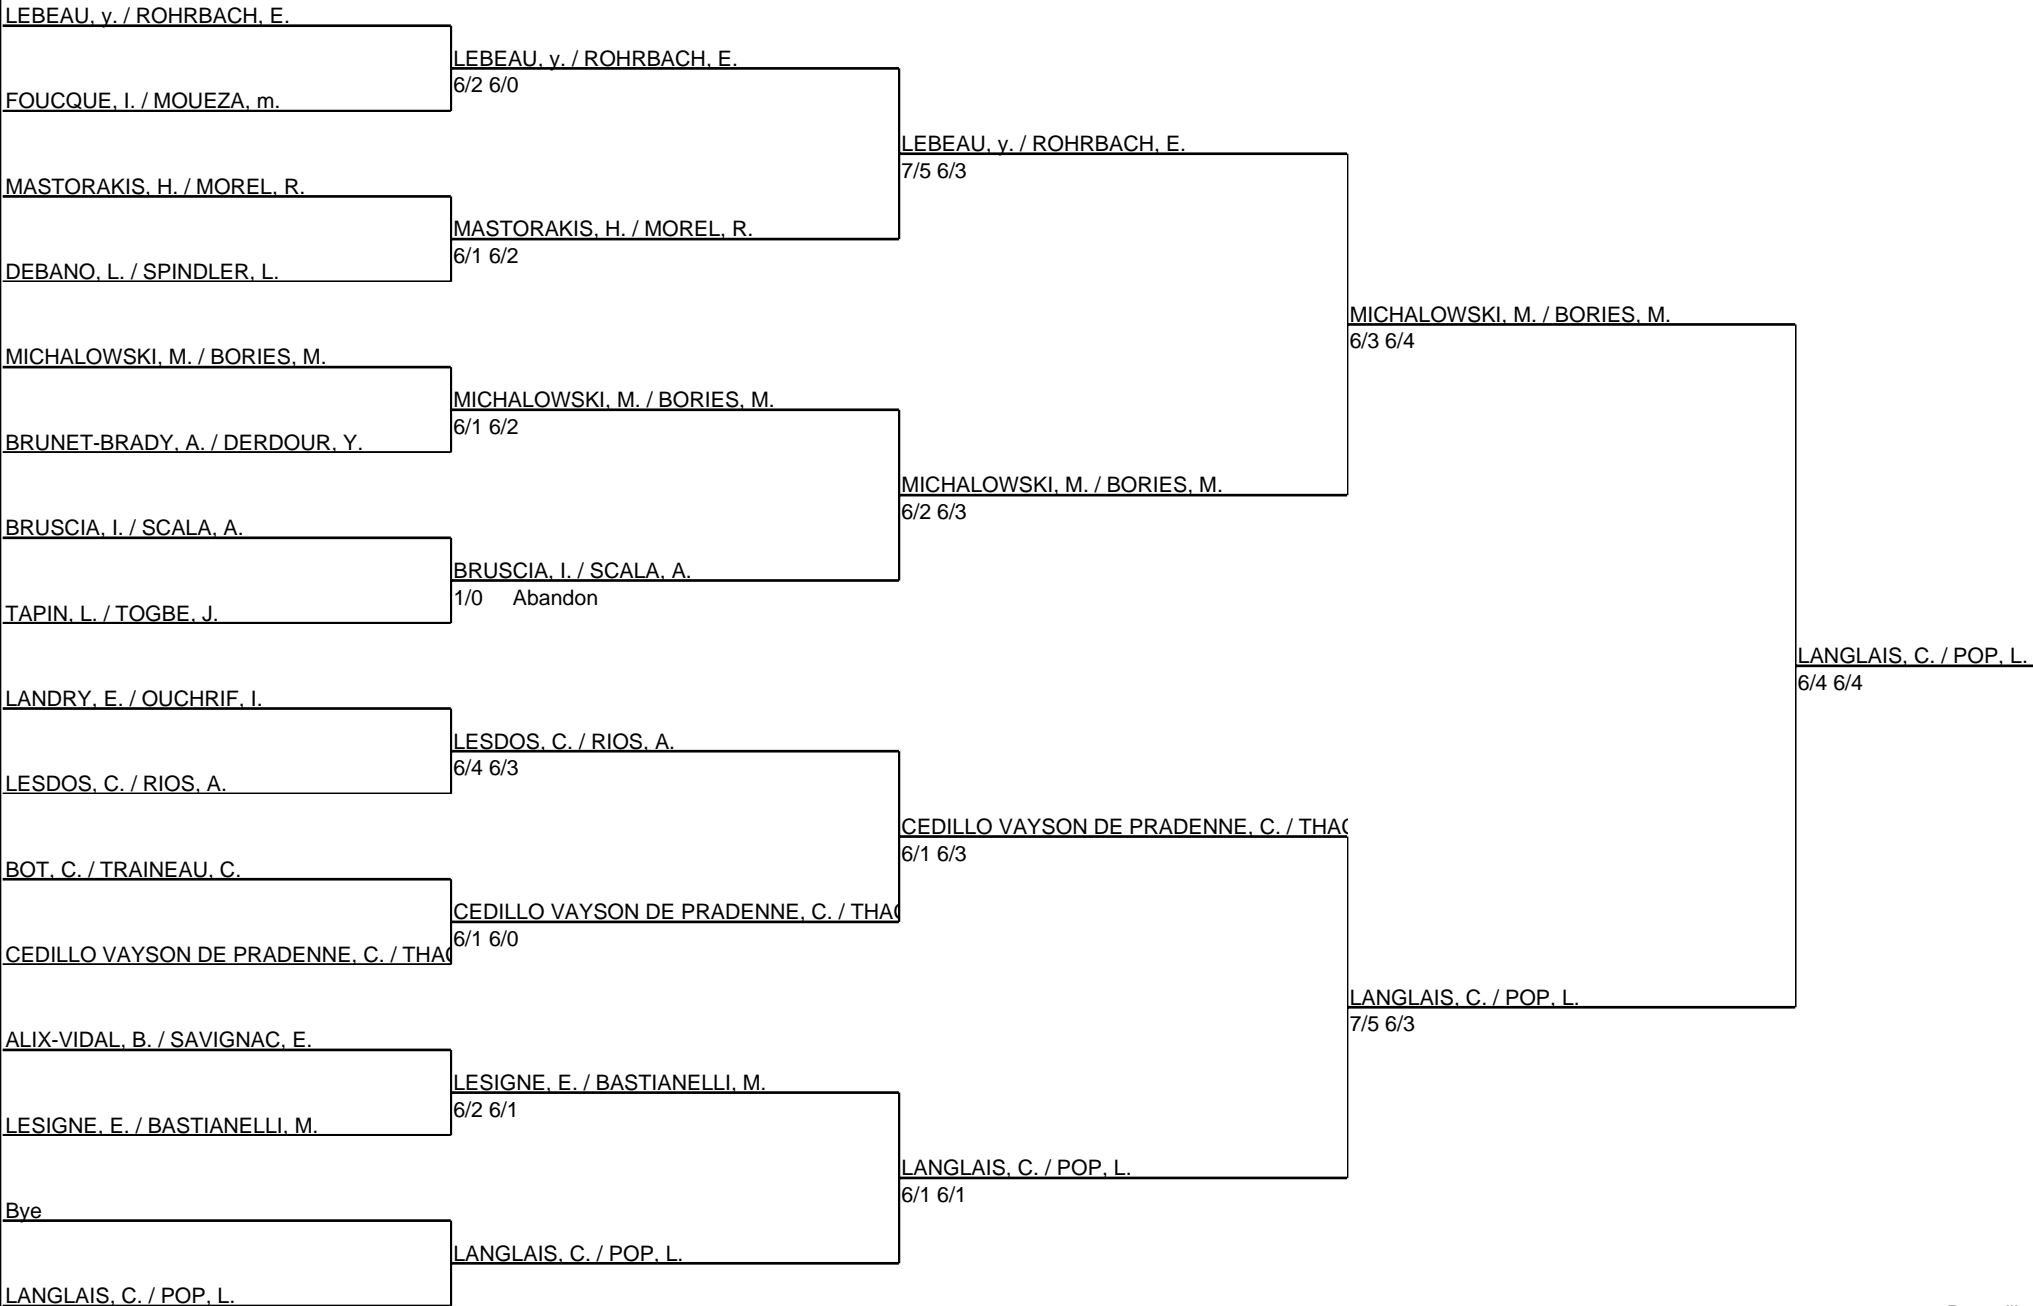 LEBEAU, y. / ROHRBACH, E.
LEBEAU, y. / ROHRBACH, E.
6/2 6/0
FOUCQUE, I. / MOUEZA, m.
LEBEAU, y. / ROHRBACH, E.
7/5 6/3
MASTORAKIS, H. / MOREL, R.
MASTORAKIS, H. / MOREL, R.
6/1 6/2
DEBANO, L. / SPINDLER, L.
MICHALOWSKI, M. / BORIES, M.
6/3 6/4
MICHALOWSKI, M. / BORIES, M.
MICHALOWSKI, M. / BORIES, M.
6/1 6/2
BRUNET-BRADY, A. / DERDOUR, Y.
MICHALOWSKI, M. / BORIES, M.
6/2 6/3
BRUSCIA, I. / SCALA, A.
BRUSCIA, I. / SCALA, A.
1/0 Abandon
TAPIN, L. / TOGBE, J.
LANGLAIS, C. / POP, L.
6/4 6/4
LANDRY, E. / OUCHRIF, I.
LESDOS, C. / RIOS, A.
6/4 6/3
LESDOS, C. / RIOS, A.
CEDILLO VAYSON DE PRADENNE, C. / THA
6/1 6/3
BOT, C. / TRAINEAU, C.
CEDILLO VAYSON DE PRADENNE, C. / THA
6/1 6/0
CEDILLO VAYSON DE PRADENNE, C. / THA
LANGLAIS, C. / POP, L.
7/5 6/3
ALIX-VIDAL, B. / SAVIGNAC, E.
LESIGNE, E. / BASTIANELLI, M.
6/2 6/1
LESIGNE, E. / BASTIANELLI, M.
LANGLAIS, C. / POP, L.
6/1 6/1
Bye
LANGLAIS, C. / POP, L.
LANGLAIS, C. / POP, L.